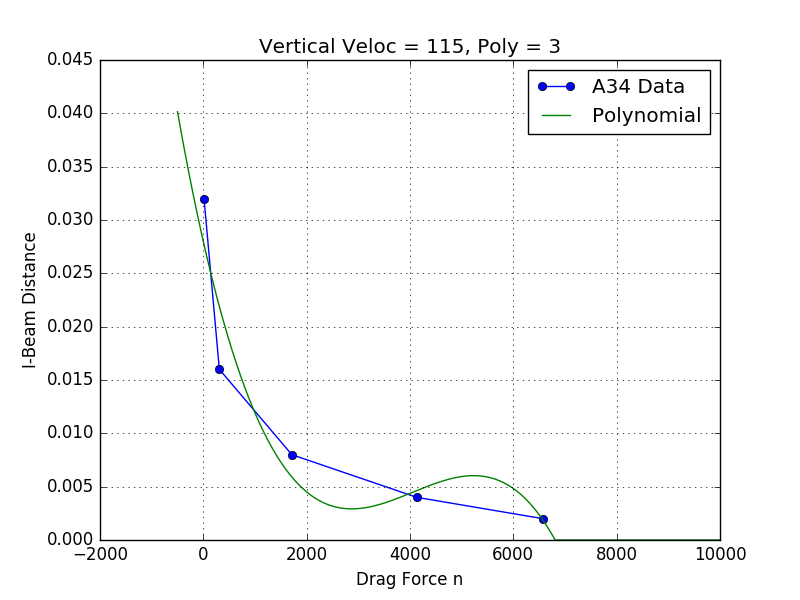 Vertical Veloc = 115, Poly = 3
0.045
0.040
0.035
0.030
0.025
0.020
0.015
0.010
0.005
0.000
I-Beam Distance
A34 Data
Polynomial
−2000 0 2000 4000 6000 8000 10000
Drag Force n